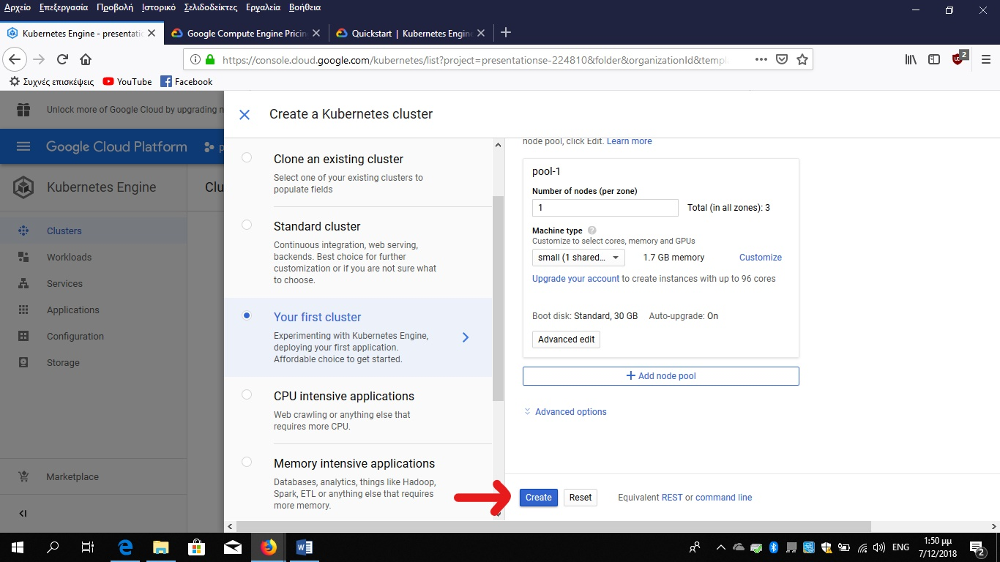 Αρχείο Επεξεργασία Προβολή Ιστορικό Σελιδοδείκτες Εργαλεία Βοήθεια
Kubernetes Engine - presentatio
Google Compute Engine Pricin
Quickstart | Kubernetes Engine
https://console.cloud.google.com/kubernetes/list?project=presentationse-224810&folder&organizationId&templ
2
Συχνές επισκέψεις
YouTube
Facebook
Unlock more of Google Cloud by upgrading n
Google Cloud Platform
p
Kubernetes Engine
Clu
Clusters
Workloads
Services
Applications
Configuration
Storage
Marketplace
Create a Kubernetes cluster
Clone an existing cluster
Select one of your existing clusters to
populate fields
Standard cluster
Continuous integration, web serving,
backends. Best choice for further
customization or if you are not sure what
to choose.
Your first cluster
Experimenting with Kubernetes Engine,
deploying your first application.
Affordable choice to get started.
CPU intensive applications
Web crawling or anything else that
requires more CPU.
Memory intensive applications
Databases, analytics, things like Hadoop,
Spark, ETL or anything else that requires
more memory.
node pool, click Edit. Learn more
pool-1
Number of nodes (per zone)
1 Total (in all zones): 3
Machine type ?
Customize to select cores, memory and GPUs
small (1 shared... 1.7 GB memory Customize
Upgrade your account to create instances with up to 96 cores
Boot disk: Standard, 30 GB Auto-upgrade: On
Advanced edit
+ Add node pool
Advanced options
Create Reset Equivalent REST or command line
ENG
1:50 μμ
7/12/2018
2